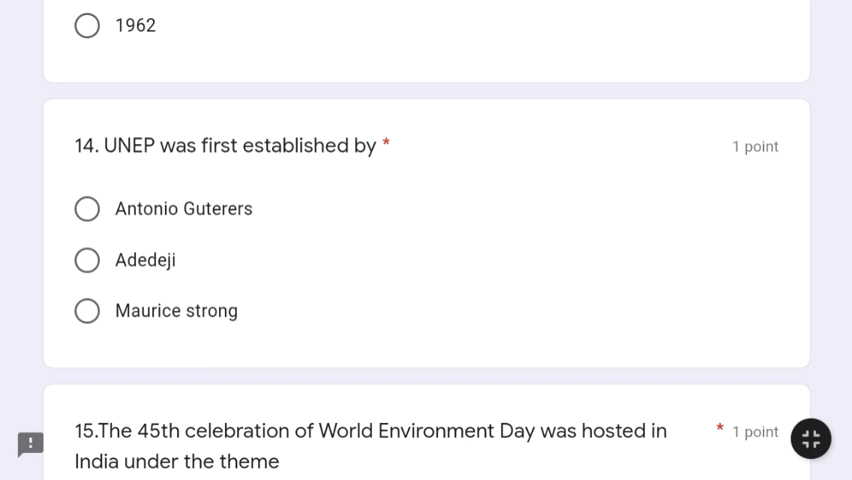 1962
14. UNEP was first established by *
1 point
Antonio Guterers
Adedeji
Maurice strong
15.The 45th celebration of World Environment Day was hosted in
* 1 point
India under the theme